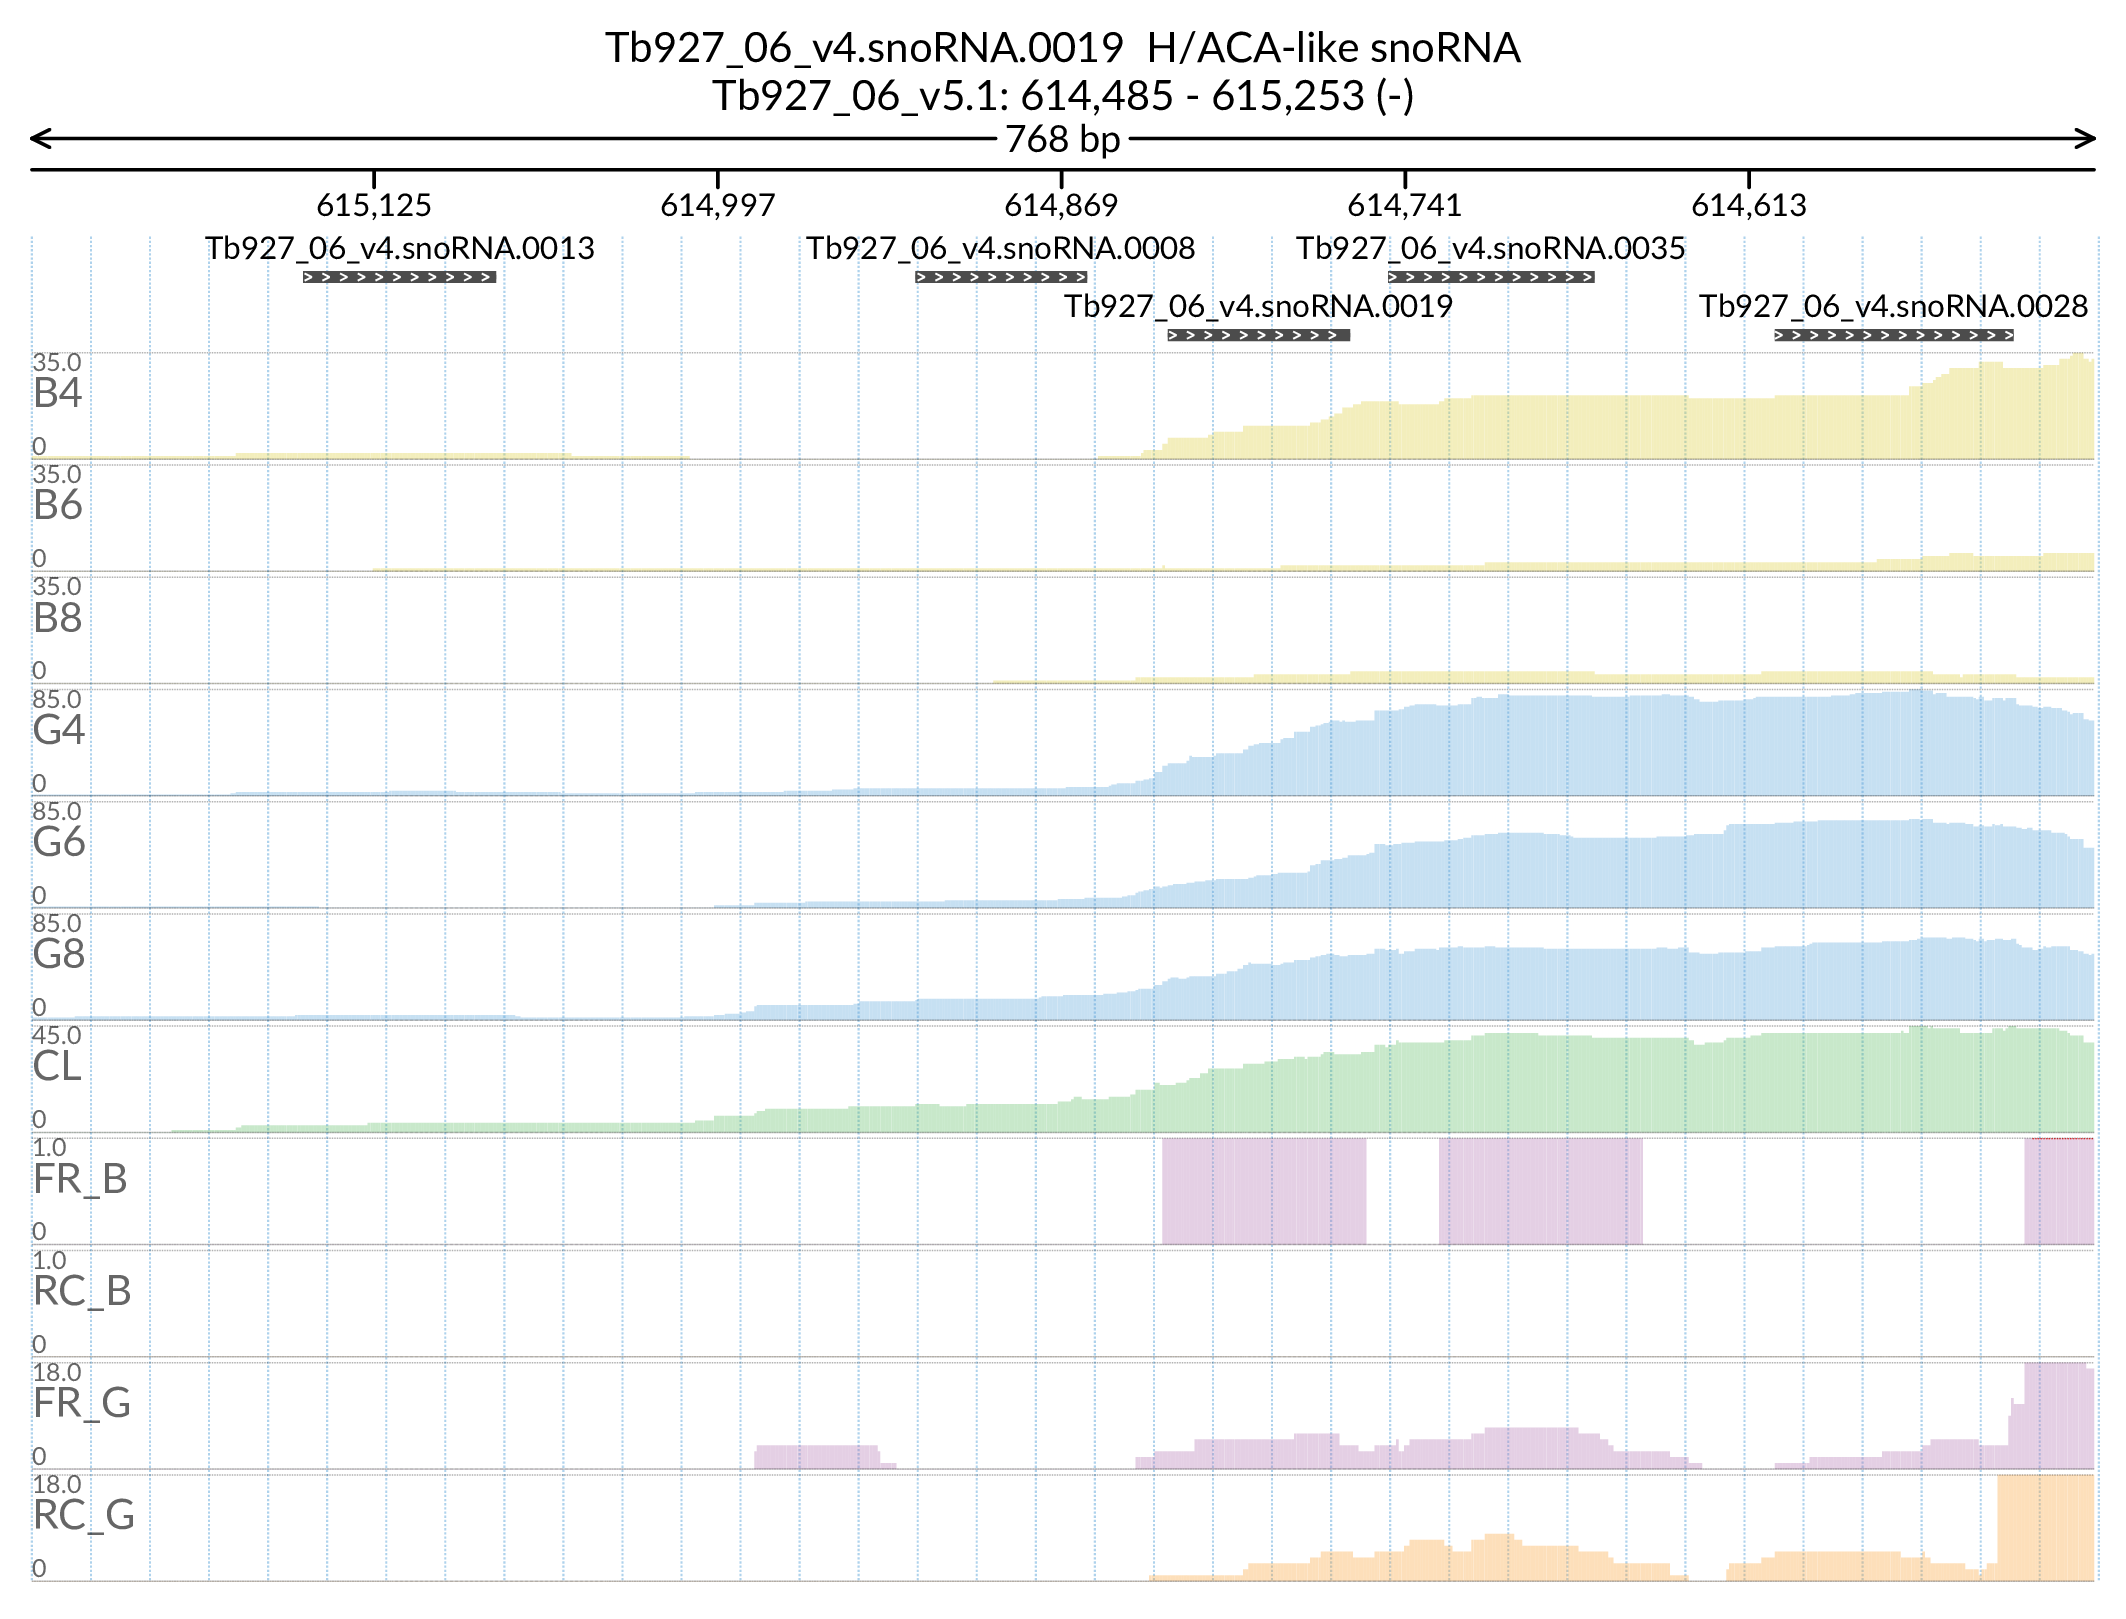 Tb927_06_v4.snoRNA.0019 H/ACA-like snoRNA
Tb927_06_v5.1: 614,485 - 615,253 (-)
768 bp
615,125 614,997 614,869 614,741 614,613
Tb927_06_v4.snoRNA.0013 Tb927_06_v4.snoRNA.0008 Tb927_06_v4.snoRNA.0035
Tb927_06_v4.snoRNA.0019 Tb927_06_v4.snoRNA.0028
35.0
B4
0
35.0
B6
0
35.0
B8
0
85.0
G4
0
85.0
G6
0
85.0
G8
0
45.0
CL
0
1.0
FR_B
0
1.0
RC_B
0
18.0
FR_G
0
18.0
RC_G
0